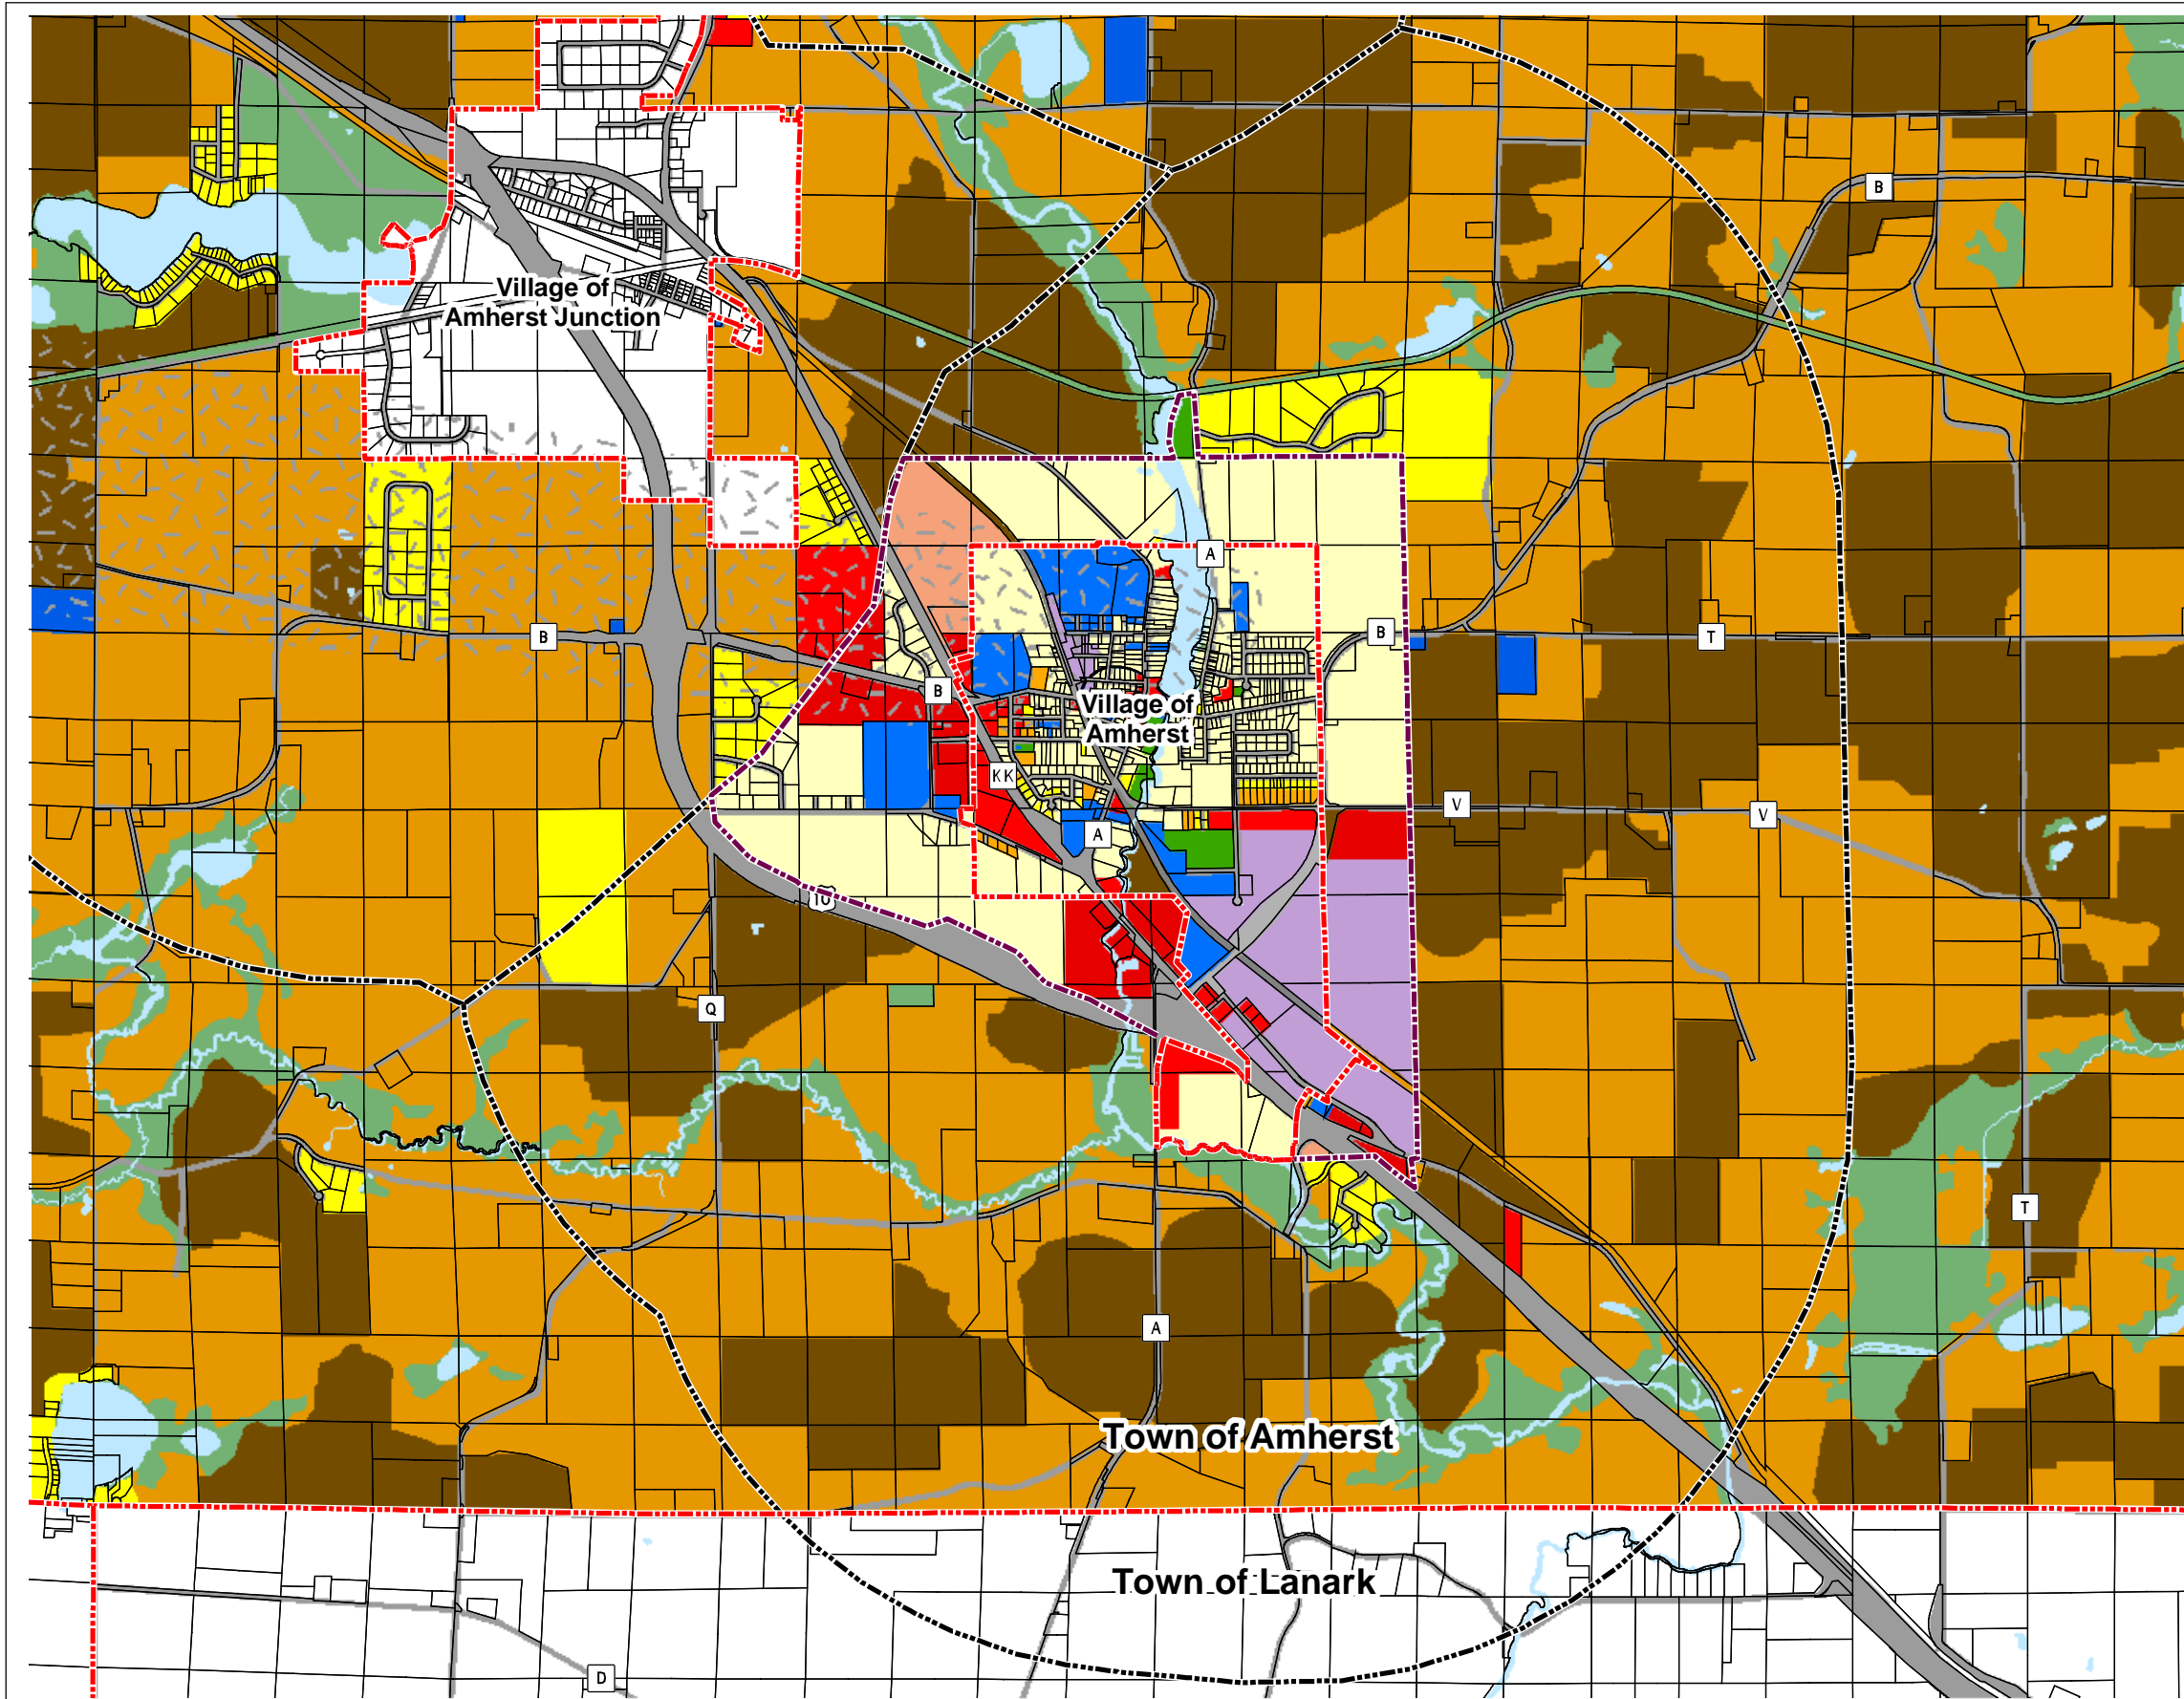 B
Village of
Amherst Junction
A
B
B
T
B
Village of
Amherst
KK
V
V
A
10
Q
T
A
Town of Amherst
Town of Lanark
D